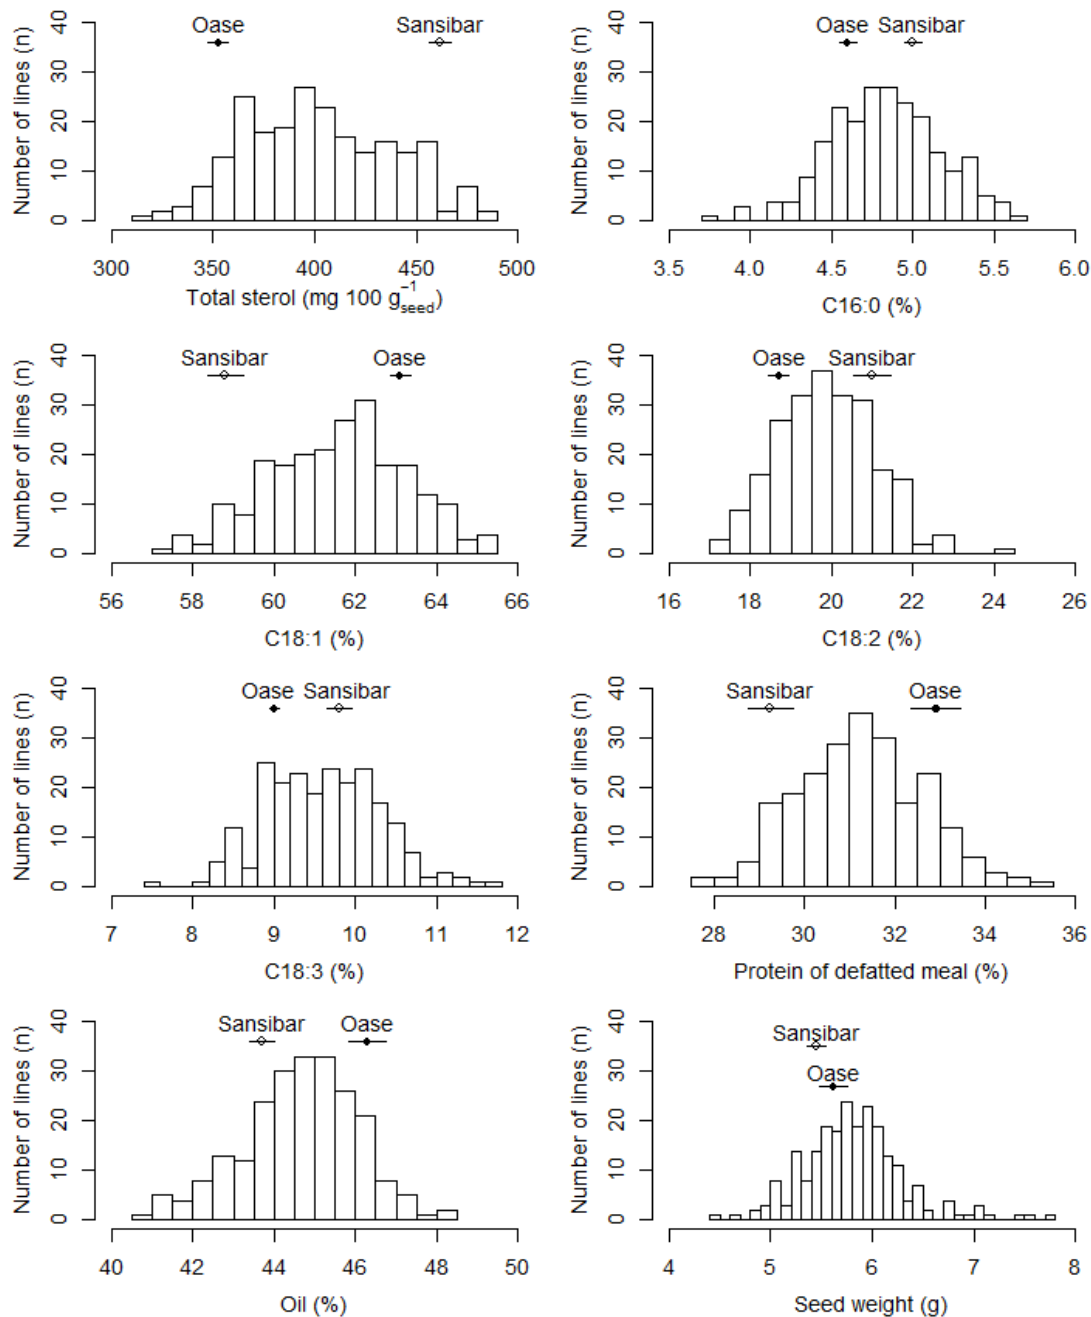 Oase Sansibar
Number of lines (n)
0 10 20 30 40
300 350 400 450 500
Total sterol (mg 100 g⁻¹seed)
Oase Sansibar
Number of lines (n)
0 10 20 30 40
3.5 4.0 4.5 5.0 5.5 6.0
C16:0 (%)
Sansibar Oase
Number of lines (n)
0 10 20 30 40
56 58 60 62 64 66
C18:1 (%)
Oase Sansibar
Number of lines (n)
0 10 20 30 40
16 18 20 22 24 26
C18:2 (%)
Oase Sansibar
Number of lines (n)
0 10 20 30 40
7 8 9 10 11 12
C18:3 (%)
Sansibar Oase
Number of lines (n)
0 10 20 30 40
28 30 32 34 36
Protein of defatted meal (%)
Sansibar Oase
Number of lines (n)
0 10 20 30 40
40 42 44 46 48 50
Oil (%)
Sansibar
Oase
Number of lines (n)
0 10 20 30 40
4 5 6 7 8
Seed weight (g)